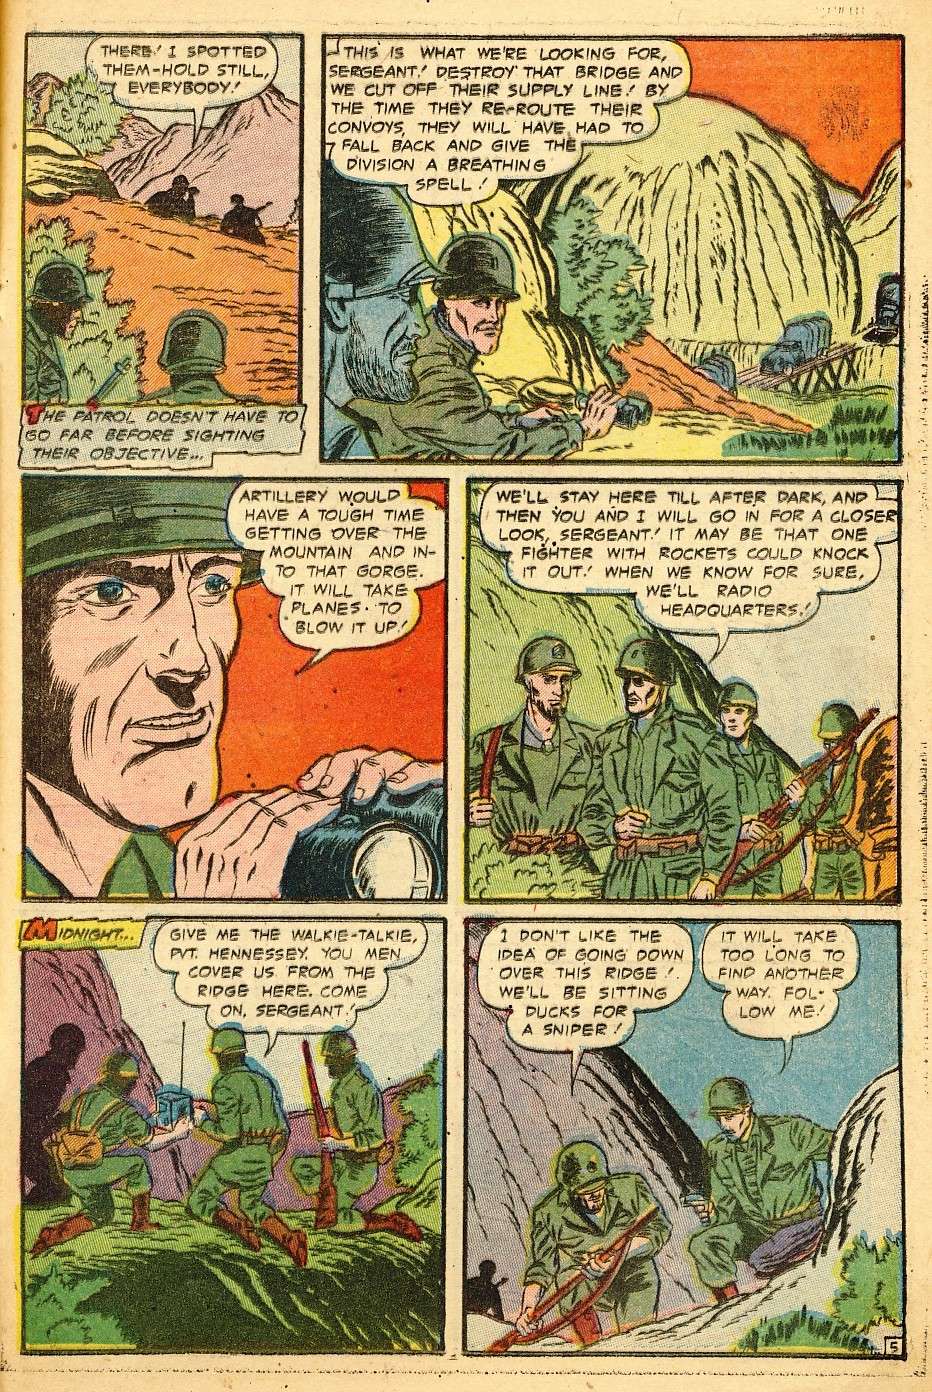 THERE! I SPOTTED
THEM-HOLD STILL,
EVERYBODY!
THE PATROL DOESN'T HAVE TO
GO FAR BEFORE SIGHTING
THEIR OBJECTIVE...
THIS IS WHAT WE'RE LOOKING FOR,
SERGEANT! DESTROY THAT BRIDGE AND
WE CUT OFF THEIR SUPPLY LINE! BY
THE TIME THEY RE-ROUTE THEIR
CONVOYS, THEY WILL HAVE HAD TO
FALL BACK AND GIVE THE
DIVISION A BREATHING
SPELL!
ARTILLERY WOULD
HAVE A TOUGH TIME
GETTING OVER THE
MOUNTAIN AND IN-
TO THAT GORGE.
IT WILL TAKE
PLANES TO
BLOW IT UP!
WE'LL STAY HERE TILL AFTER DARK, AND
THEN YOU AND I WILL GO IN FOR A CLOSER
LOOK, SERGEANT! IT MAY BE THAT ONE
FIGHTER WITH ROCKETS COULD KNOCK
IT OUT! WHEN WE KNOW FOR SURE,
WE'LL RADIO
HEADQUARTERS!
MIDNIGHT...
GIVE ME THE WALKIE-TALKIE,
PVT. HENNESSEY. YOU MEN
COVER US FROM THE
RIDGE HERE. COME
ON, SERGEANT!
I DON'T LIKE THE
IDEA OF GOING DOWN
OVER THIS RIDGE!
WE'LL BE SITTING
DUCKS FOR
A SNIPER!
IT WILL TAKE
TOO LONG TO
FIND ANOTHER
WAY. FOL-
LOW ME!
5